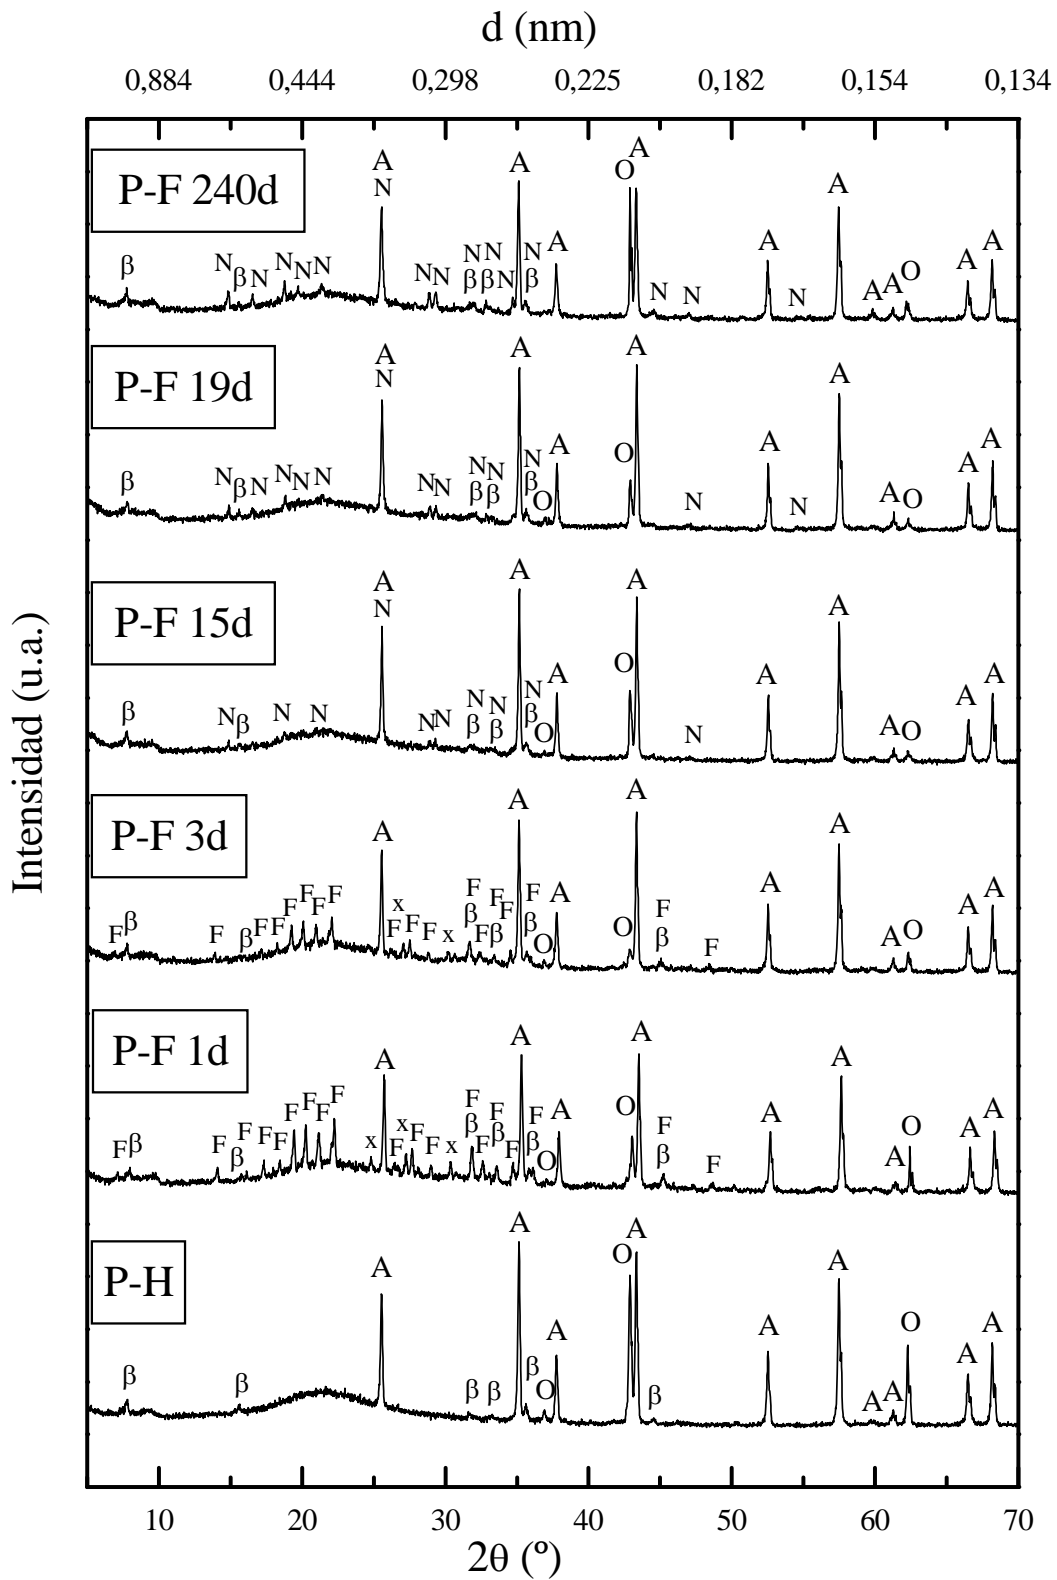 d (nm)
0,884 0,444 0,298 0,225 0,182 0,154 0,134
P-F 240d
β N β N N N N A N N N N β N β N A N β A O A N N A N A A A O A A
P-F 19d
β N β N N N N A N N N N β N β A N β O A O A N A N A A O A A
P-F 15d
β N β N N A N N N N β N β A N β O A O A N A A A O A A
P-F 3d
F β F β F F F F F F A F x F F x F β F F β F A F β O A O A F β F A A A O A A
P-F 1d
F β F β F F F F F F F x A F x F F x F β F F β F A F β O A O A F β F A A A O A A
P-H
β β A β β A β O A O A β A A A A O A A
Intensidad (u.a.)
10 20 30 40 50 60 70
2θ (º)